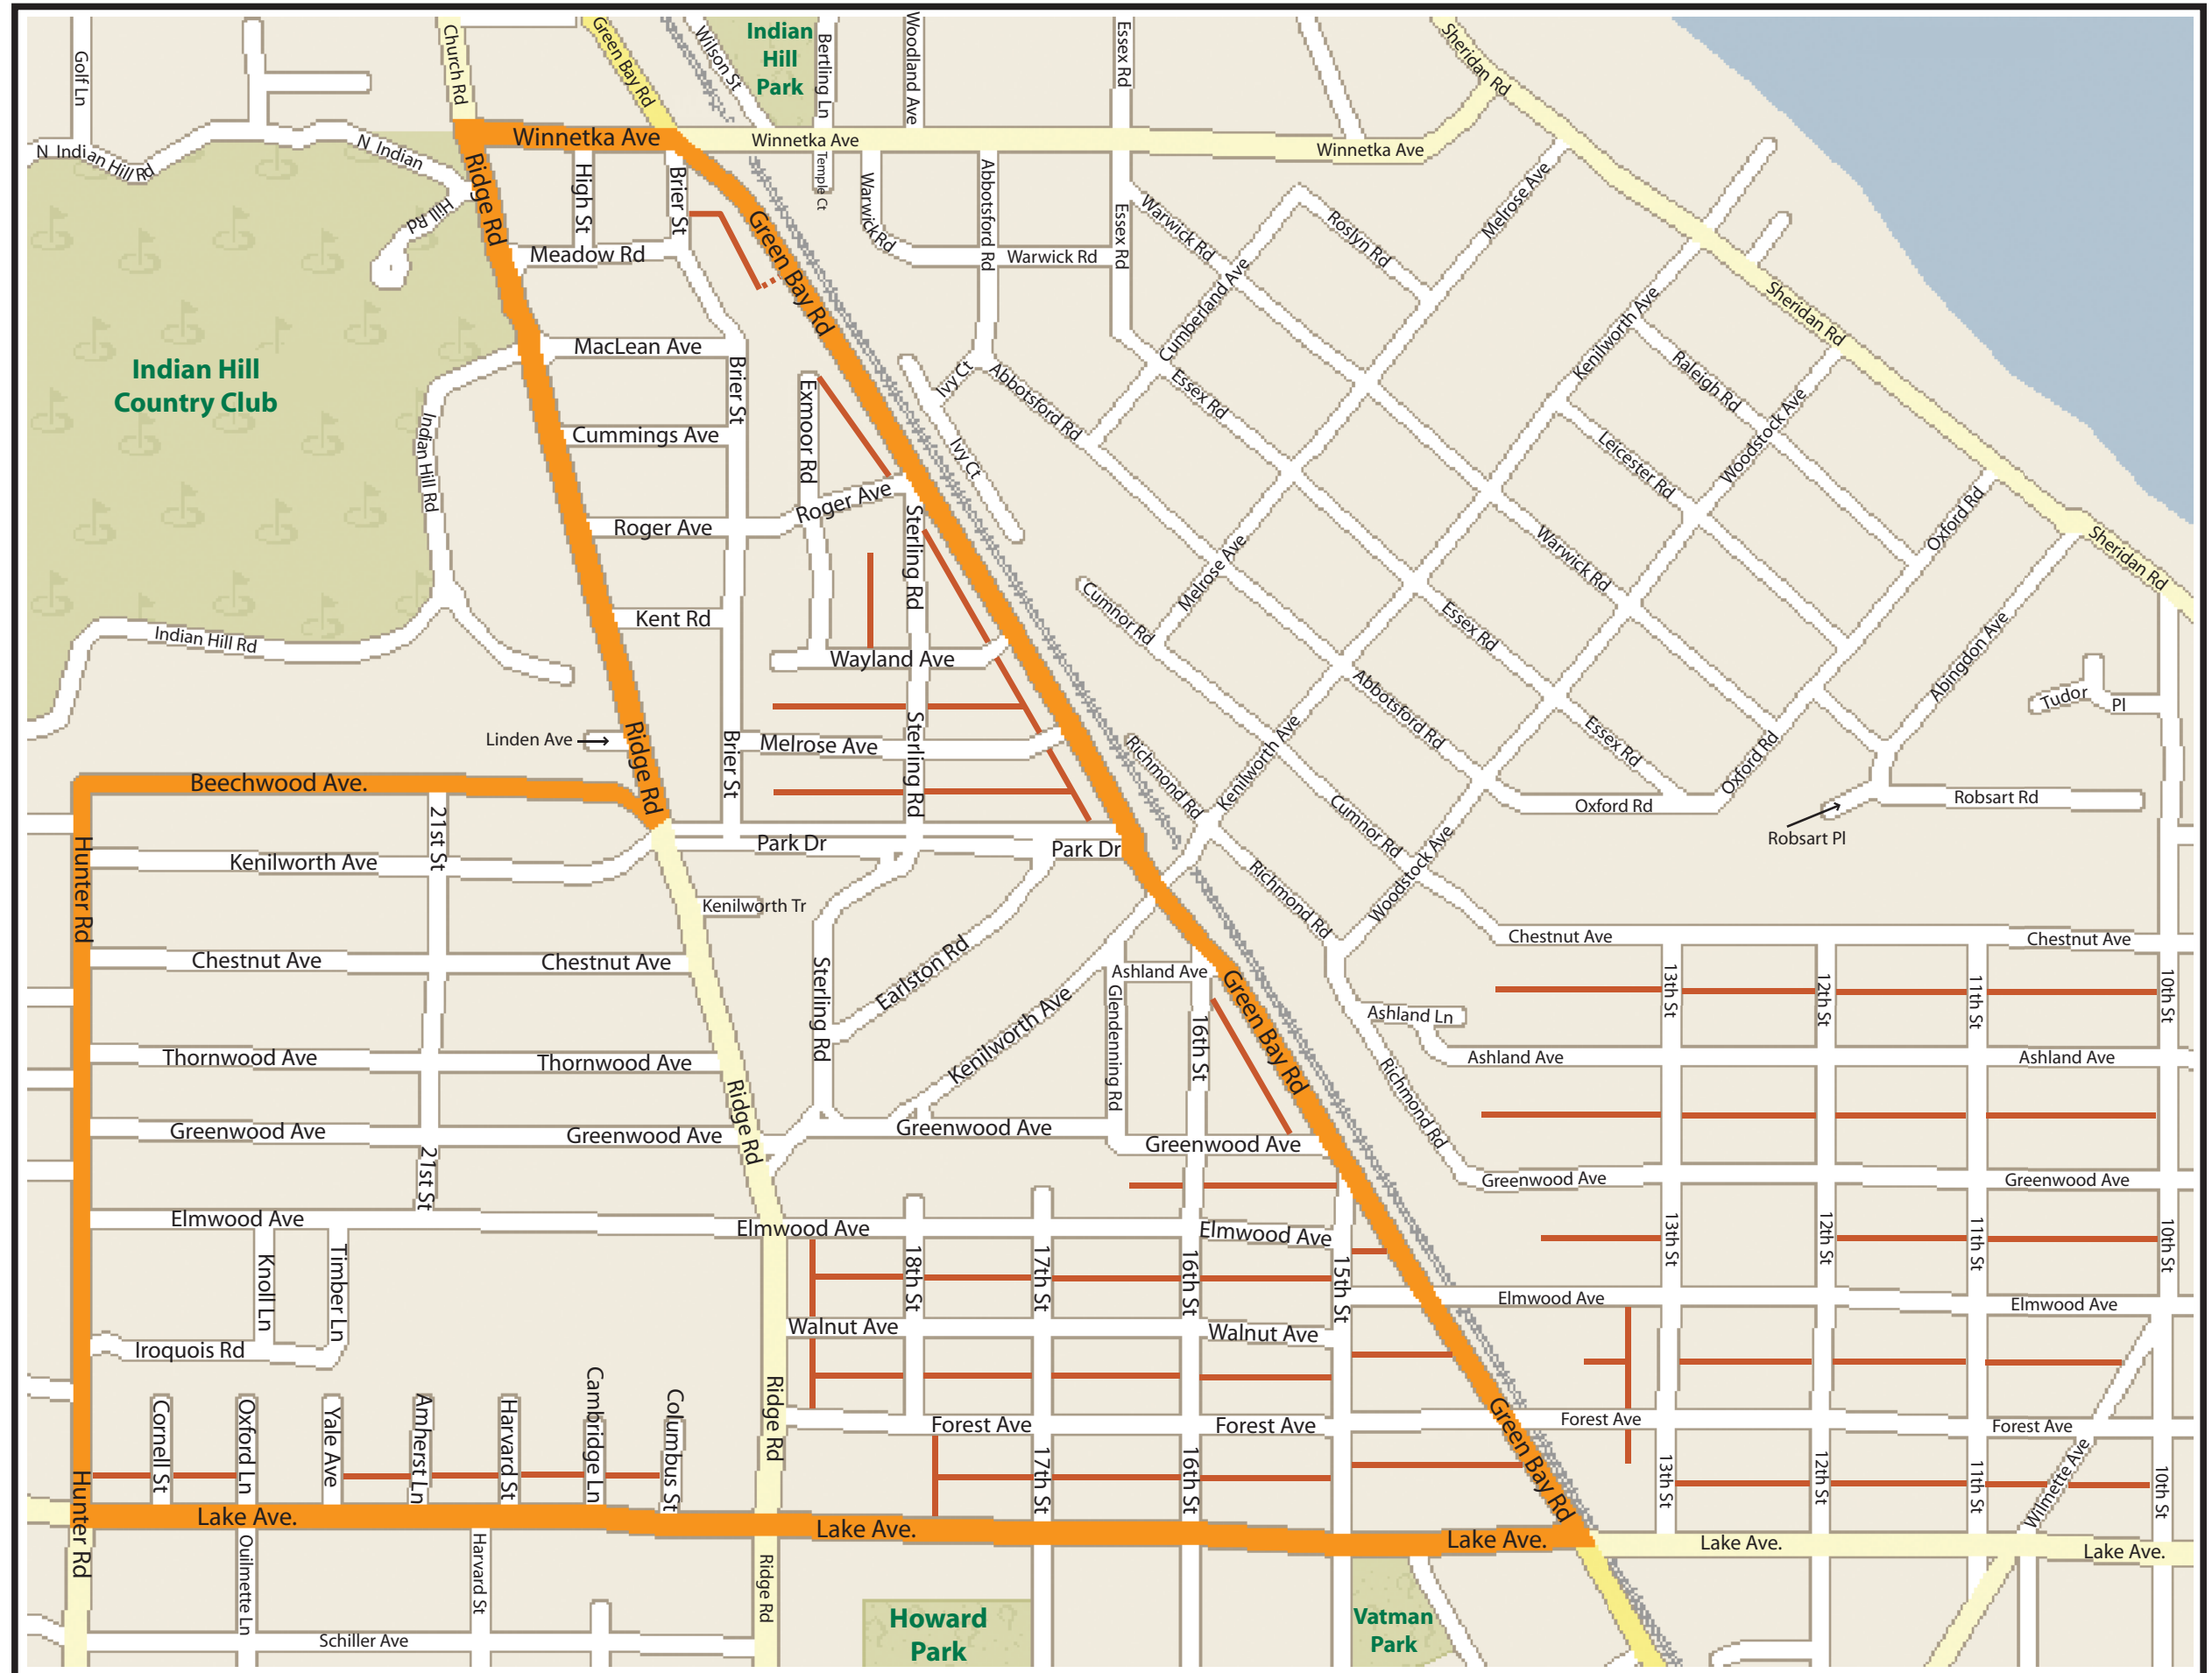 Golf Ln
Church Rd
Green Bay Rd
Wilson St
Indian
Hill
Park
Bertling Ln
Woodland Ave
Essex Rd
Sheridan Rd
N Indian Hill Rd
N Indian
Hill Rd
Winnetka Ave
Winnetka Ave
Winnetka Ave
Ridge Rd
High St
Brier St
Temple Ct
Warwick Rd
Abbotsford Rd
Essex Rd
Warwick Rd
Warwick Rd
Roslyn Rd
Melrose Ave
Meadow Rd
Green Bay Rd
Cumberland Ave
Kenilworth Ave
Sheridan Rd
Indian Hill
Country Club
MacLean Ave
Brier St
Exmoor Rd
Ivy Ct
Abbotsford Rd
Essex Rd
Raleigh Rd
Woodstock Ave
Leicester Rd
Indian Hill Rd
Cummings Ave
Ivy Ct
Roger Ave
Roger Ave
Sterling Rd
Oxford Rd
Sheridan Rd
Melrose Ave
Warwick Rd
Cumnor Rd
Essex Rd
Indian Hill Rd
Kent Rd
Wayland Ave
Abbotsford Rd
Abingdon Ave
Tudor
Pl
Linden Ave
Ridge Rd
Brier St
Melrose Ave
Sterling Rd
Richmond Rd
Kenilworth Ave
Essex Rd
Oxford Rd
Beechwood Ave.
Oxford Rd
Robsart Rd
Robsart Pl
21st St
Hunter Rd
Kenilworth Ave
Park Dr
Park Dr
Cumnor Rd
Woodstock Ave
Kenilworth Tr
Richmond Rd
Chestnut Ave
Chestnut Ave
Chestnut Ave
Chestnut Ave
Sterling Rd
Earlston Rd
Ashland Ave
Green Bay Rd
Glendenning Rd
16th St
13th St
12th St
11th St
10th St
Ashland Ln
Kenilworth Ave
Thornwood Ave
Thornwood Ave
Ashland Ave
Ashland Ave
Ridge Rd
Richmond Rd
Greenwood Ave
Greenwood Ave
Greenwood Ave
Greenwood Ave
21st St
Greenwood Ave
Greenwood Ave
Elmwood Ave
Elmwood Ave
Elmwood Ave
Knoll Ln
Timber Ln
18th St
17th St
16th St
15th St
13th St
12th St
11th St
10th St
Elmwood Ave
Elmwood Ave
Iroquois Rd
Walnut Ave
Walnut Ave
Cornell St
Oxford Ln
Yale Ave
Amherst Ln
Harvard St
Cambridge Ln
Columbus St
Ridge Rd
Forest Ave
Forest Ave
Green Bay Rd
Forest Ave
Forest Ave
Hunter Rd
17th St
16th St
13th St
12th St
11th St
Wilmette Ave
10th St
Lake Ave.
Lake Ave.
Lake Ave.
Lake Ave.
Lake Ave.
Ouilmette Ln
Harvard St
Ridge Rd
Schiller Ave
Howard
Park
Vatman
Park